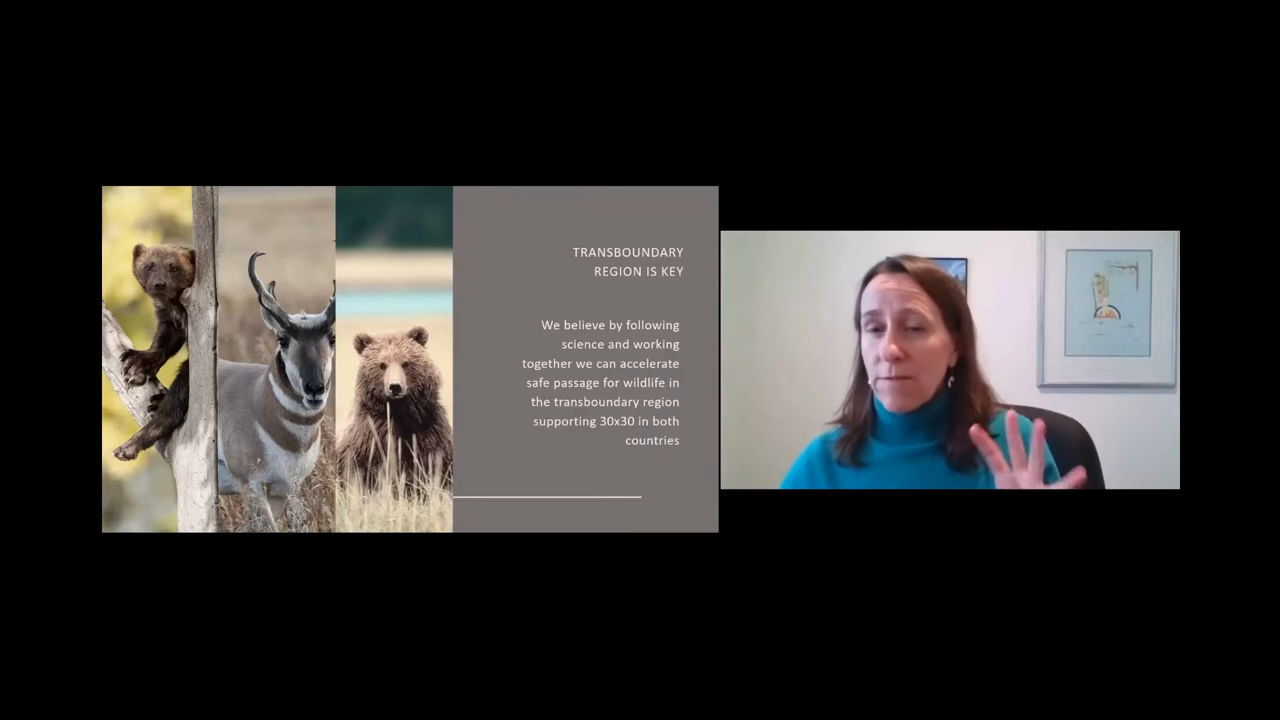 TRANSBOUNDARY
REGION IS KEY
We believe by following
science and working
together we can accelerate
safe passage for wildlife in
the transboundary region
supporting 30x30 in both
countries